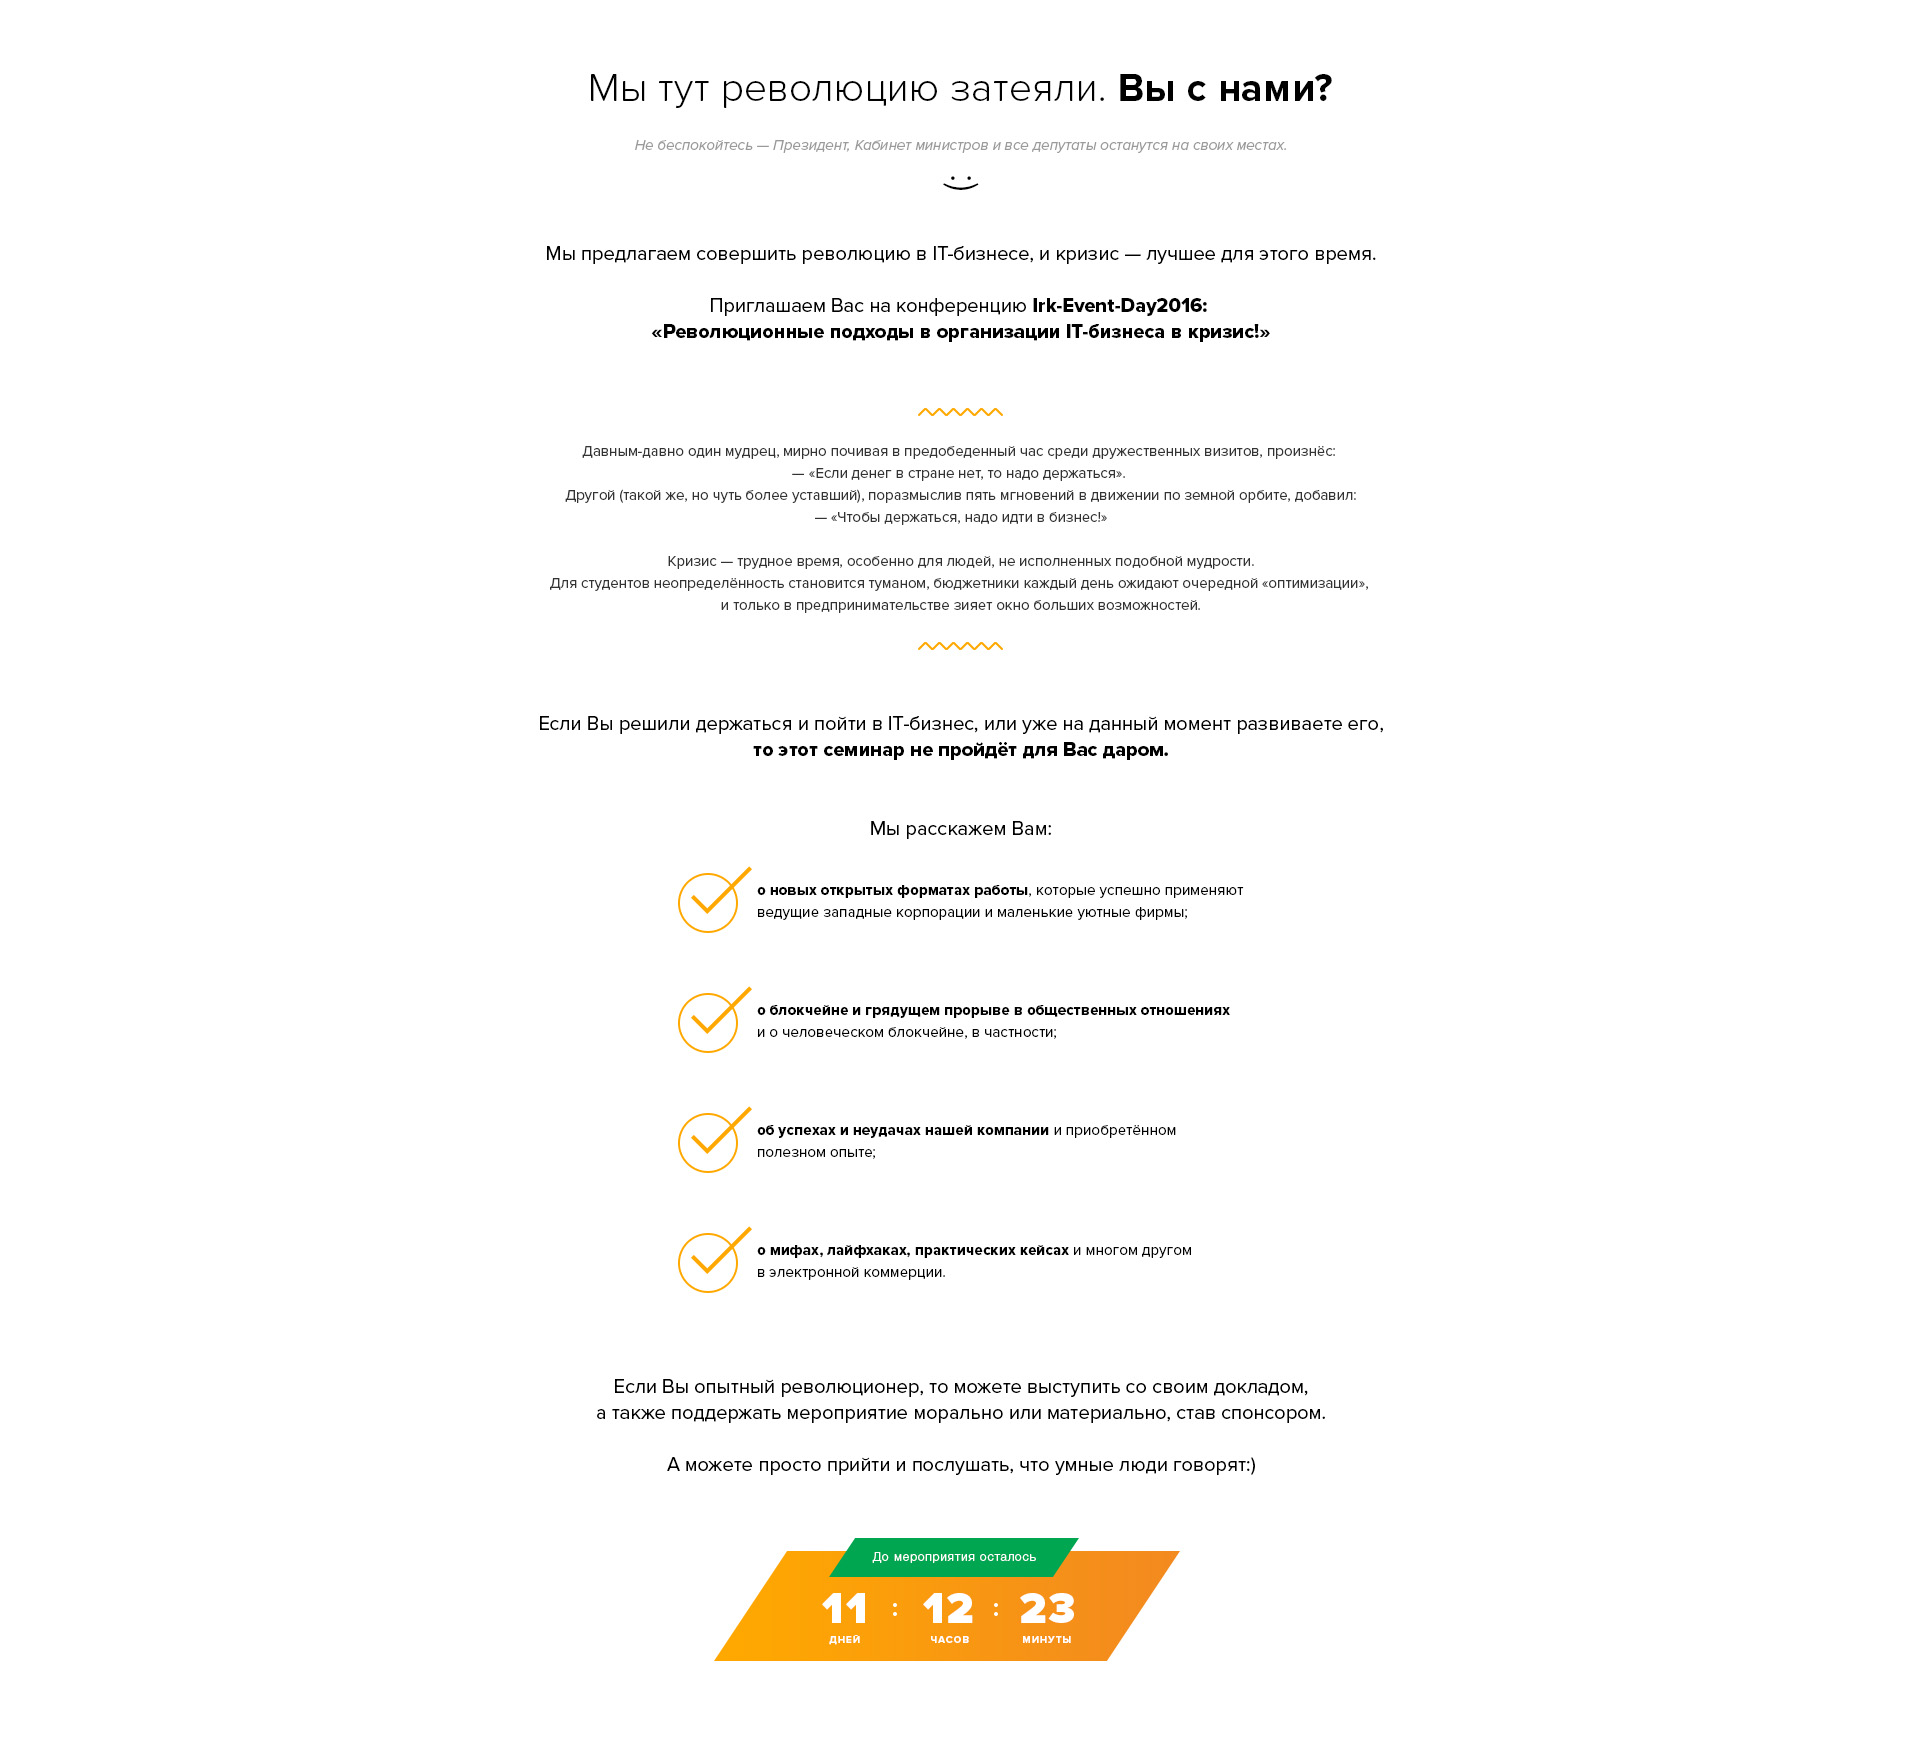 Мы тут революцию затеяли. Вы с нами?
Не беспокойтесь — Президент, Кабинет министров и все депутаты останутся на своих местах.
Мы предлагаем совершить революцию в IT-бизнесе, и кризис — лучшее для этого время.
Приглашаем Вас на конференцию Irk-Event-Day2016:
«Революционные подходы в организации IT-бизнеса в кризис!»
Давным-давно один мудрец, мирно почивая в предобеденный час среди дружественных визитов, произнёс:
— «Если денег в стране нет, то надо держаться».
Другой (такой же, но чуть более уставший), поразмыслив пять мгновений в движении по земной орбите, добавил:
— «Чтобы держаться, надо идти в бизнес!»
Кризис — трудное время, особенно для людей, не исполненных подобной мудрости.
Для студентов неопределённость становится туманом, бюджетники каждый день ожидают очередной «оптимизации»,
и только в предпринимательстве зияет окно больших возможностей.
Если Вы решили держаться и пойти в IT-бизнес, или уже на данный момент развиваете его,
то этот семинар не пройдёт для Вас даром.
Мы расскажем Вам:
о новых открытых форматах работы, которые успешно применяют
ведущие западные корпорации и маленькие уютные фирмы;
о блокчейне и грядущем прорыве в общественных отношениях
и о человеческом блокчейне, в частности;
об успехах и неудачах нашей компании и приобретённом
полезном опыте;
о мифах, лайфхаках, практических кейсах и многом другом
в электронной коммерции.
Если Вы опытный революционер, то можете выступить со своим докладом,
а также поддержать мероприятие морально или материально, став спонсором.
А можете просто прийти и послушать, что умные люди говорят:)
До мероприятия осталось
11 : 12 : 23
ДНЕЙ ЧАСОВ МИНУТЫ